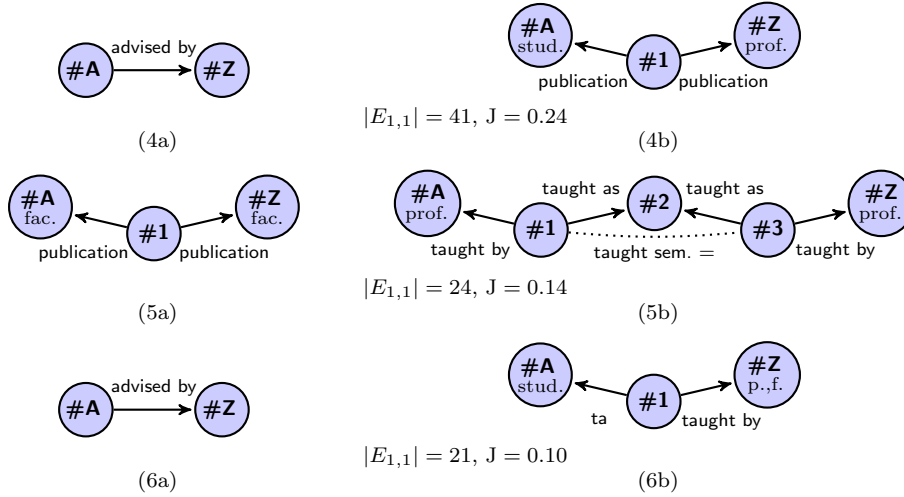 #A
advised by
#Z
#A
stud.
#1
#Z
prof.
publication
publication
|E1,1| = 41, J = 0.24
(4a)
(4b)
#A
fac.
#1
#Z
fac.
publication
publication
#A
prof.
taught as
#2
taught as
#Z
prof.
#1
#3
taught by
taught sem. =
taught by
|E1,1| = 24, J = 0.14
(5a)
(5b)
#A
advised by
#Z
#A
stud.
#1
#Z
p.,f.
ta
taught by
|E1,1| = 21, J = 0.10
(6a)
(6b)